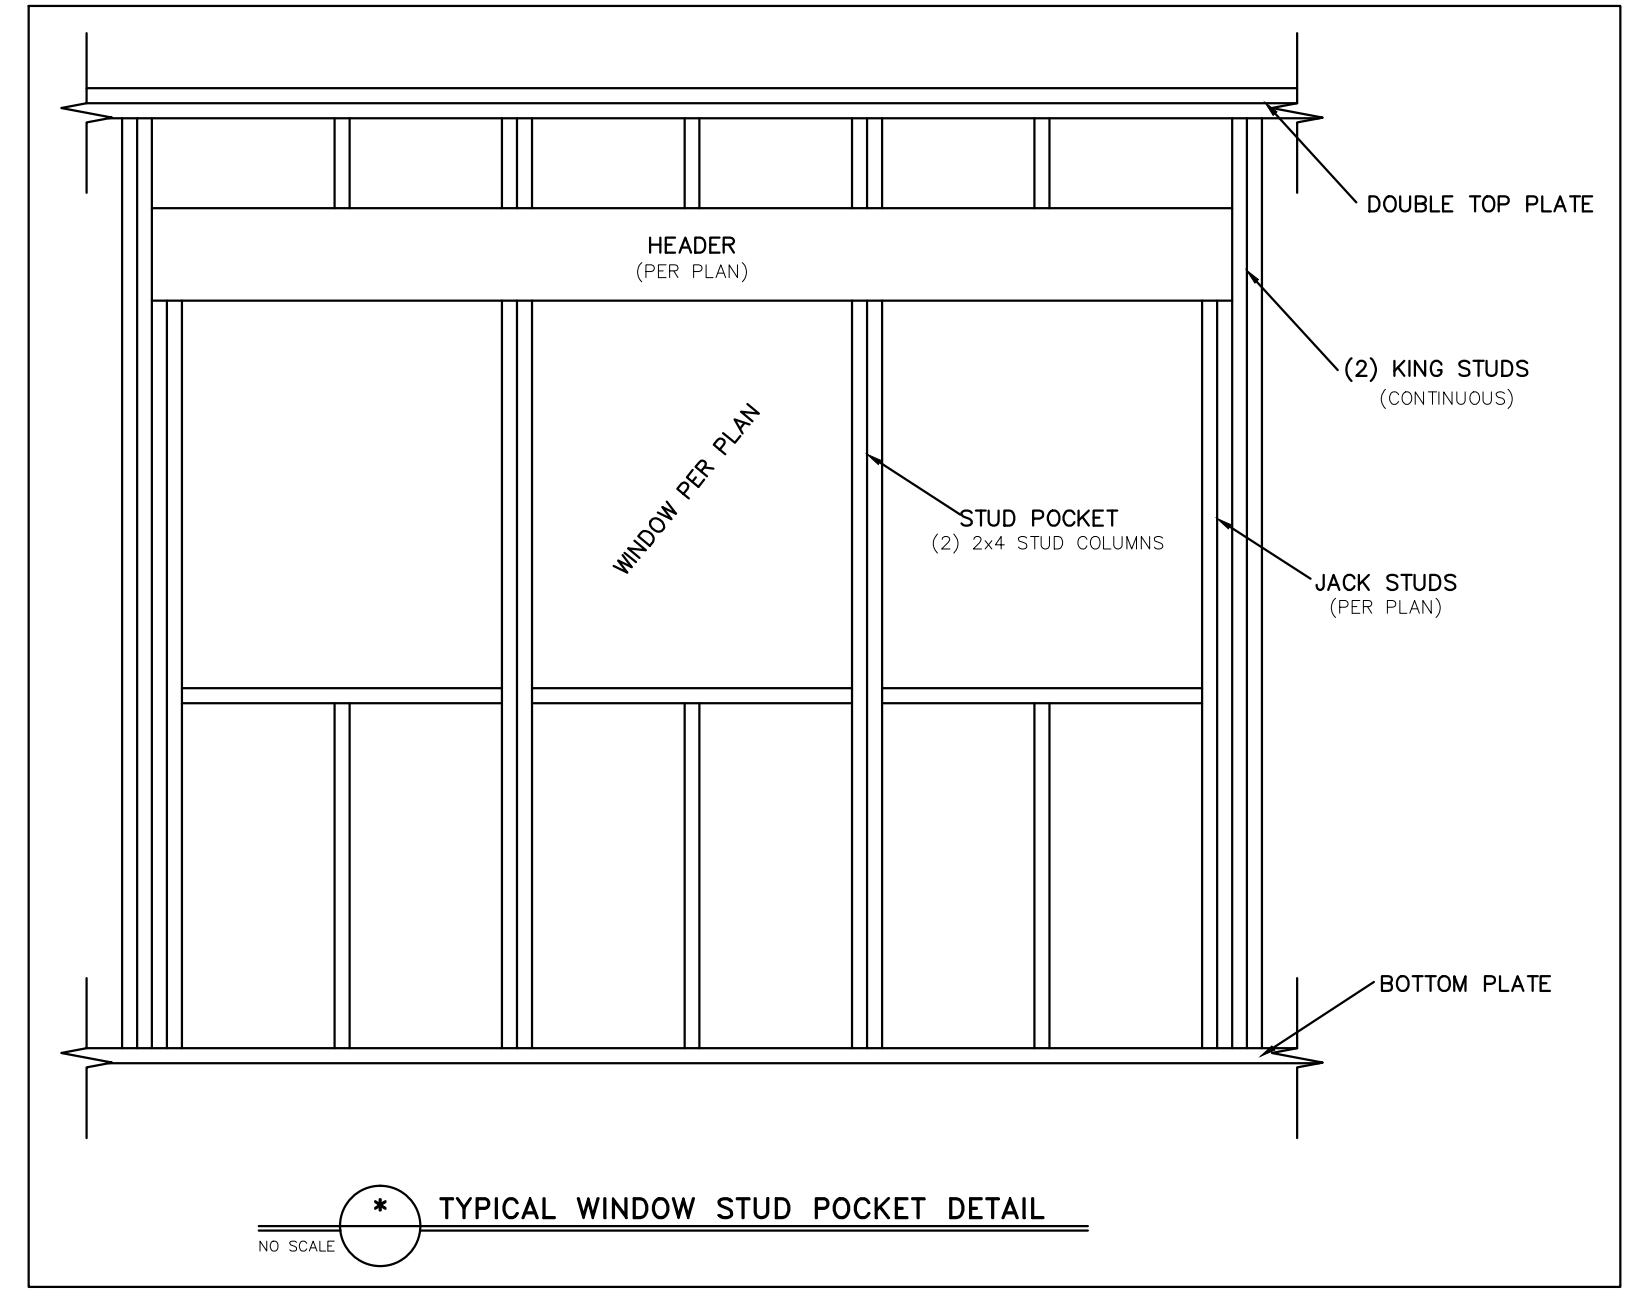 DOUBLE TOP PLATE
HEADER
(PER PLAN)
(2) KING STUDS
(CONTINUOUS)
WINDOW PER PLAN
STUD POCKET
(2) 2x4 STUD COLUMNS
JACK STUDS
(PER PLAN)
BOTTOM PLATE
* TYPICAL WINDOW STUD POCKET DETAIL
NO SCALE